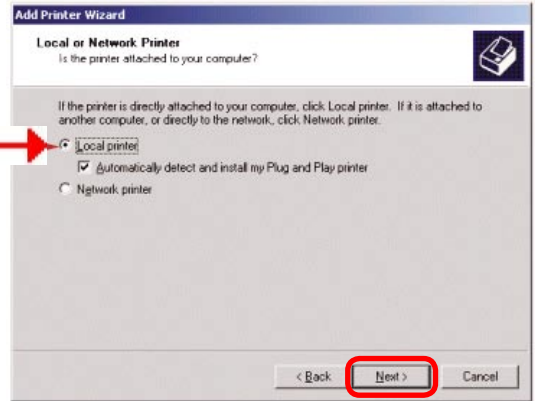 Add Printer Wizard
Local or Network Printer
Is the printer attached to your computer?
If the printer is directly attached to your computer, click Local printer. If it is attached to
another computer, or directly to the network, click Network printer.
Local printer
Automatically detect and install my Plug and Play printer
Network printer
< Back
Next >
Cancel